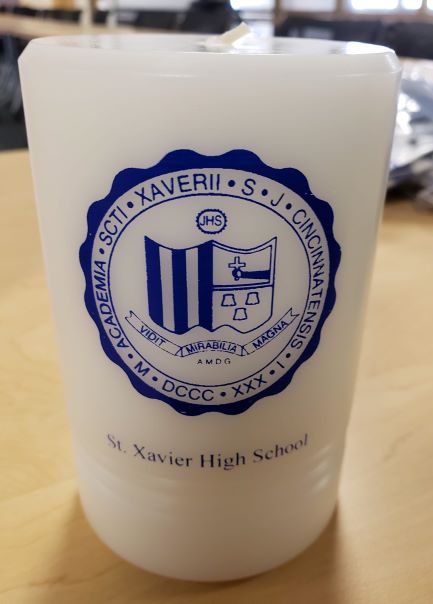 ACADEMIA • SCTI • XAVERII • S • J • CINCINNATENSIS
JHS
VIDIT MIRABILIA MAGNA
AMDG
• M • DCCC • XXX • I •
St. Xavier High School